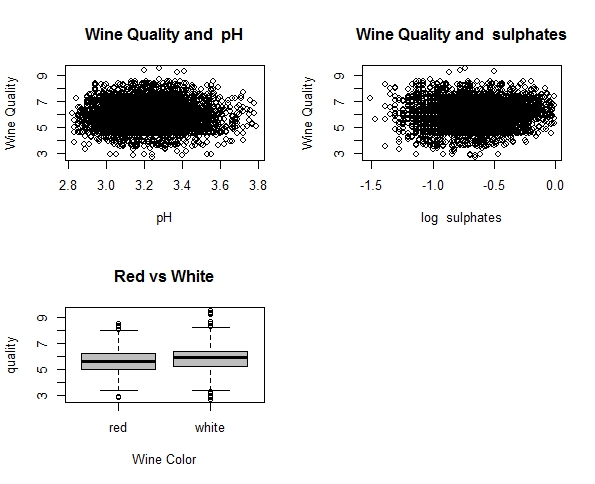 Wine Quality and  pH
Wine Quality
9
7
5
3
2.8 3.0 3.2 3.4 3.6 3.8
pH
Wine Quality and  sulphates
Wine Quality
9
7
5
3
-1.5 -1.0 -0.5 0.0
log  sulphates
Red vs White
quality
9
7
5
3
red white
Wine Color